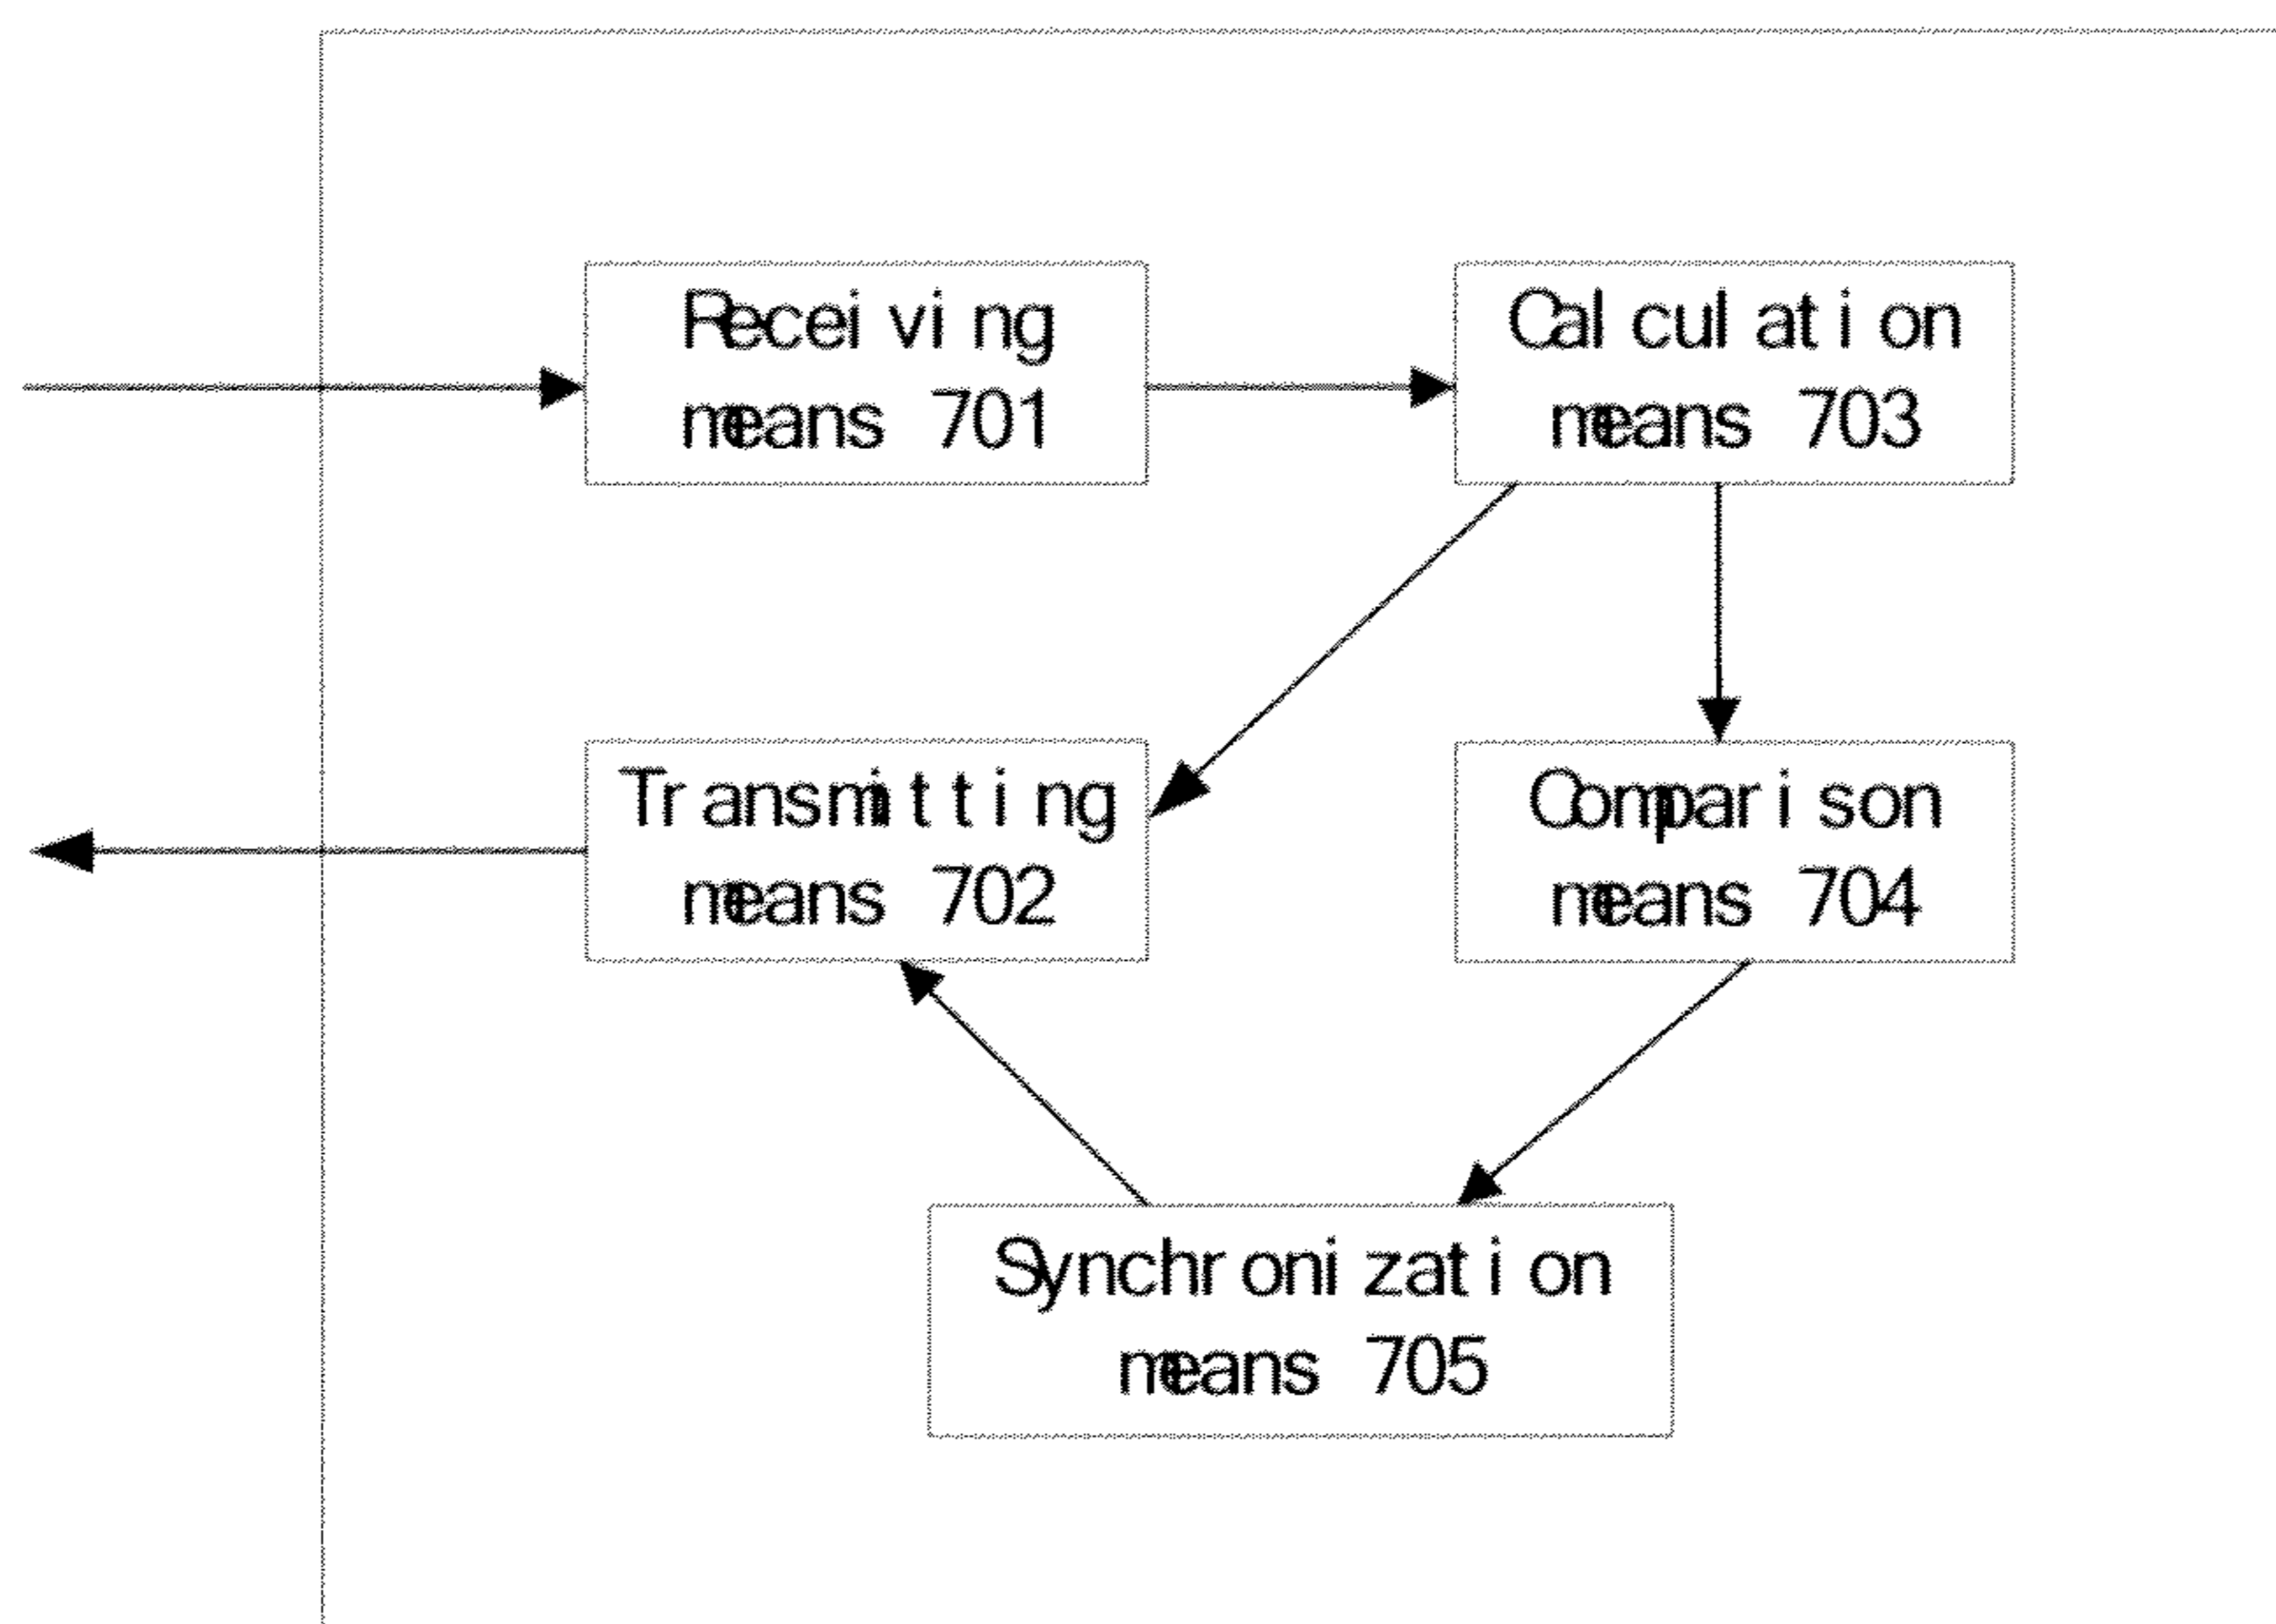 Receiving
means 701
Calculation
means 703
Transmitting
means 702
Comparison
means 704
Synchronization
means 705